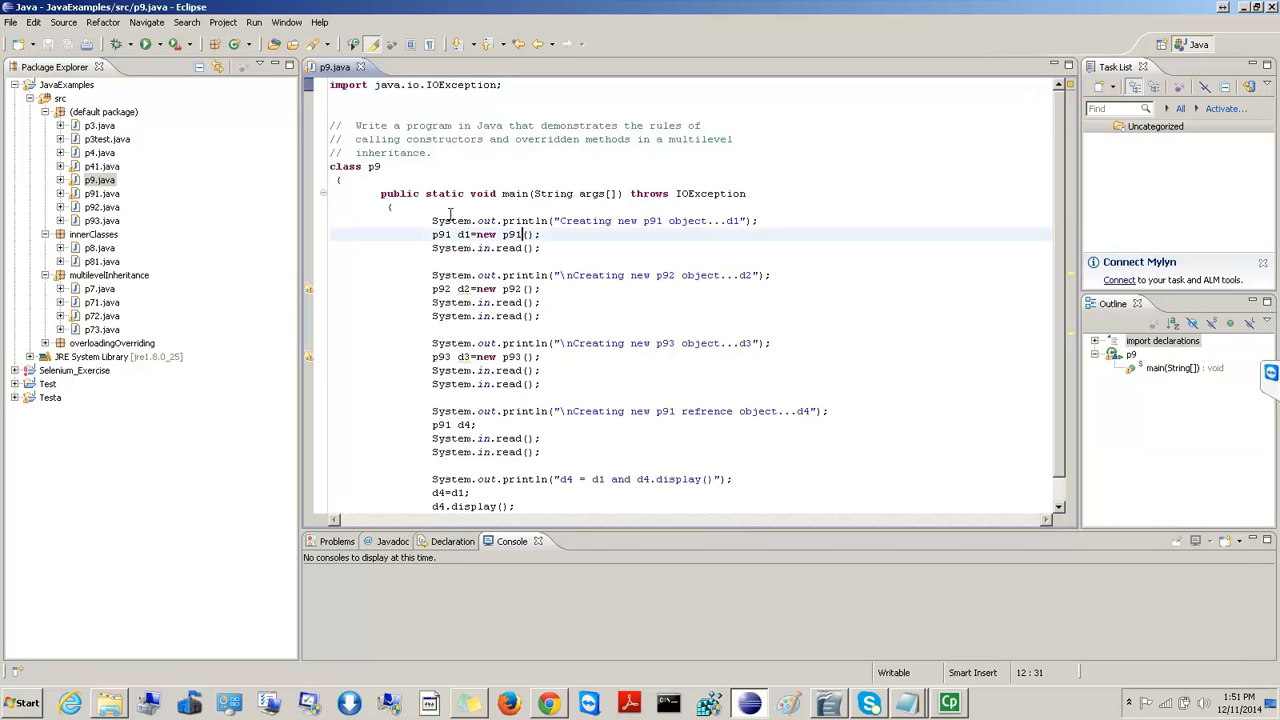 Java - JavaExamples/src/p9.java - Eclipse
File Edit Source Refactor Navigate Search Project Run Window Help
Java
Package Explorer
JavaExamples
src
(default package)
p3.java
p3test.java
p4.java
p41.java
p9.java
p91.java
p92.java
p93.java
innerClasses
p8.java
p81.java
multilevelInheritance
p7.java
p71.java
p72.java
p73.java
overloadingOverriding
JRE System Library [jre1.8.0_25]
Selenium_Exercise
Test
Testa
p9.java
import java.io.IOException;
// Write a program in Java that demonstrates the rules of
// calling constructors and overridden methods in a multilevel
// inheritance.
class p9
{
public static void main(String args[]) throws IOException
{
System.out.println("Creating new p91 object...d1");
p91 d1=new p91();
System.in.read();
System.out.println("\nCreating new p92 object...d2");
p92 d2=new p92();
System.in.read();
System.in.read();
System.out.println("\nCreating new p93 object...d3");
p93 d3=new p93();
System.in.read();
System.in.read();
System.out.println("\nCreating new p91 refrence object...d4");
p91 d4;
System.in.read();
System.in.read();
System.out.println("d4 = d1 and d4.display()");
d4=d1;
d4.display();
Task List
Find All Activate...
Uncategorized
Connect Mylyn
Connect to your task and ALM tools.
Outline
import declarations
p9
main(String[]) : void
Problems Javadoc Declaration Console
No consoles to display at this time.
Writable Smart Insert 12 : 31
Start
1:51 PM
12/11/2014